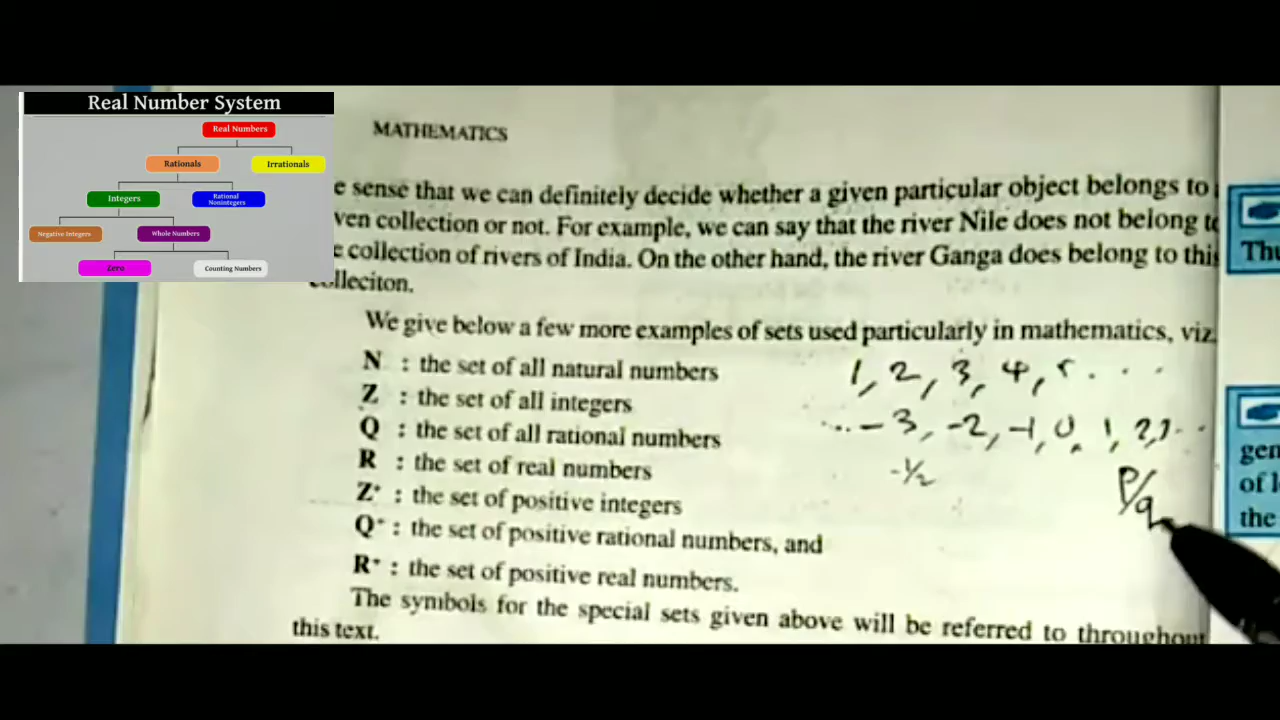 Real Number System
Real Numbers
Rationals
Irrationals
Integers
Rational
Nonintegers
Negative Integers
Whole Numbers
Zero
Counting Numbers
MATHEMATICS
e sense that we can definitely decide whether a given particular object belongs to
ven collection or not. For example, we can say that the river Nile does not belong to
e collection of rivers of India. On the other hand, the river Ganga does belong to this
colleciton.
We give below a few more examples of sets used particularly in mathematics, viz.
N : the set of all natural numbers 1, 2, 3, 4, 5 . . .
Z : the set of all integers ... -3, -2, -1, 0, 1, 2, 3 ...
Q : the set of all rational numbers
R : the set of real numbers -1/2 P/q
Z⁺ : the set of positive integers
Q⁺ : the set of positive rational numbers, and
R⁺ : the set of positive real numbers.
The symbols for the special sets given above will be referred to throughout
this text.
Thu
gen
of l
the